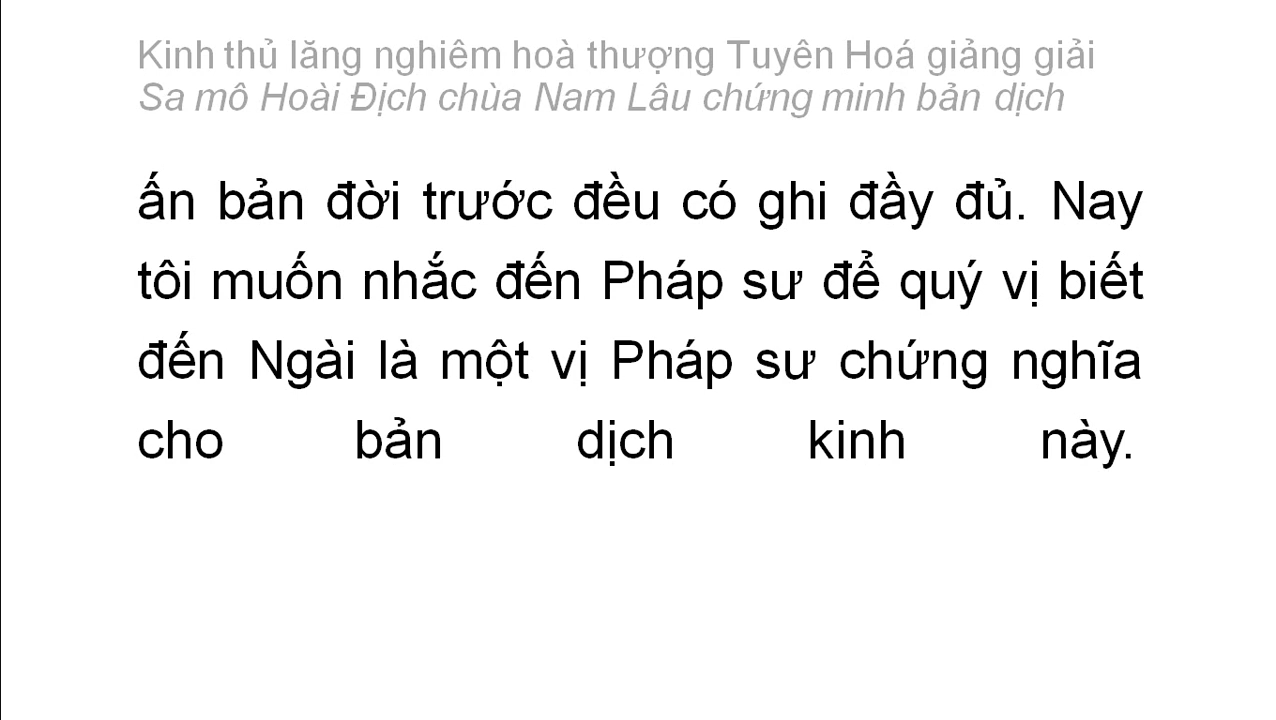 Kinh thủ lăng nghiêm hoà thượng Tuyên Hoá giảng giải
Sa mô Hoài Địch chùa Nam Lâu chứng minh bản dịch
ấn bản đời trước đều có ghi đầy đủ. Nay
tôi muốn nhắc đến Pháp sư để quý vị biết
đến Ngài là một vị Pháp sư chứng nghĩa
cho bản dịch kinh này.